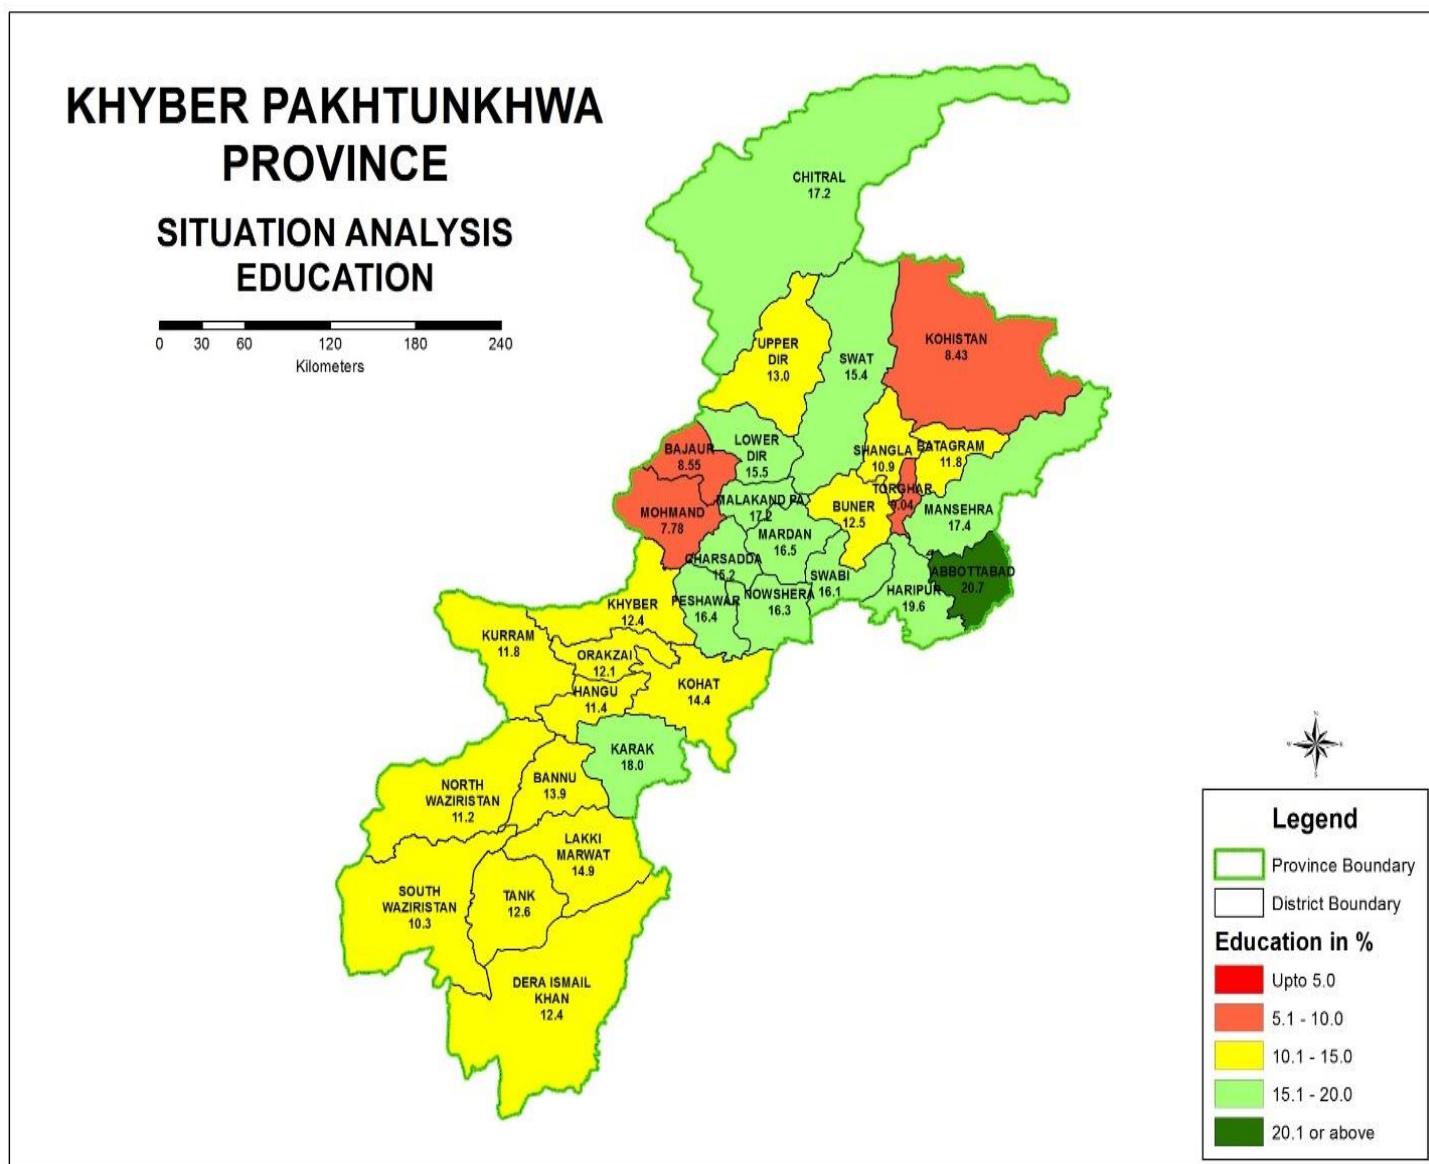 KHYBER PAKHTUNKHWA
PROVINCE
SITUATION ANALYSIS
EDUCATION
0 30 60 120 180 240
Kilometers
CHITRAL
17.2
UPPER
DIR
13.0
SWAT
15.4
KOHISTAN
8.43
BAJAUR
8.55
LOWER
DIR
15.5
SHANGLA
10.9
BATAGRAM
11.8
TORGHAR
9.04
MOHMAND
7.78
MALAKAND PA
17.2
BUNER
12.5
MANSEHRA
17.4
MARDAN
16.5
CHARSADDA
15.2
SWABI
16.1
ABBOTTABAD
20.7
HARIPUR
19.6
PESHAWAR
16.4
NOWSHERA
16.3
KHYBER
12.4
KURRAM
11.8
ORAKZAI
12.1
HANGU
11.4
KOHAT
14.4
KARAK
18.0
BANNU
13.9
NORTH
WAZIRISTAN
11.2
LAKKI
MARWAT
14.9
SOUTH
WAZIRISTAN
10.3
TANK
12.6
DERA ISMAIL
KHAN
12.4
N
W E
S
Legend
Province Boundary
District Boundary
Education in %
Upto 5.0
5.1 - 10.0
10.1 - 15.0
15.1 - 20.0
20.1 or above